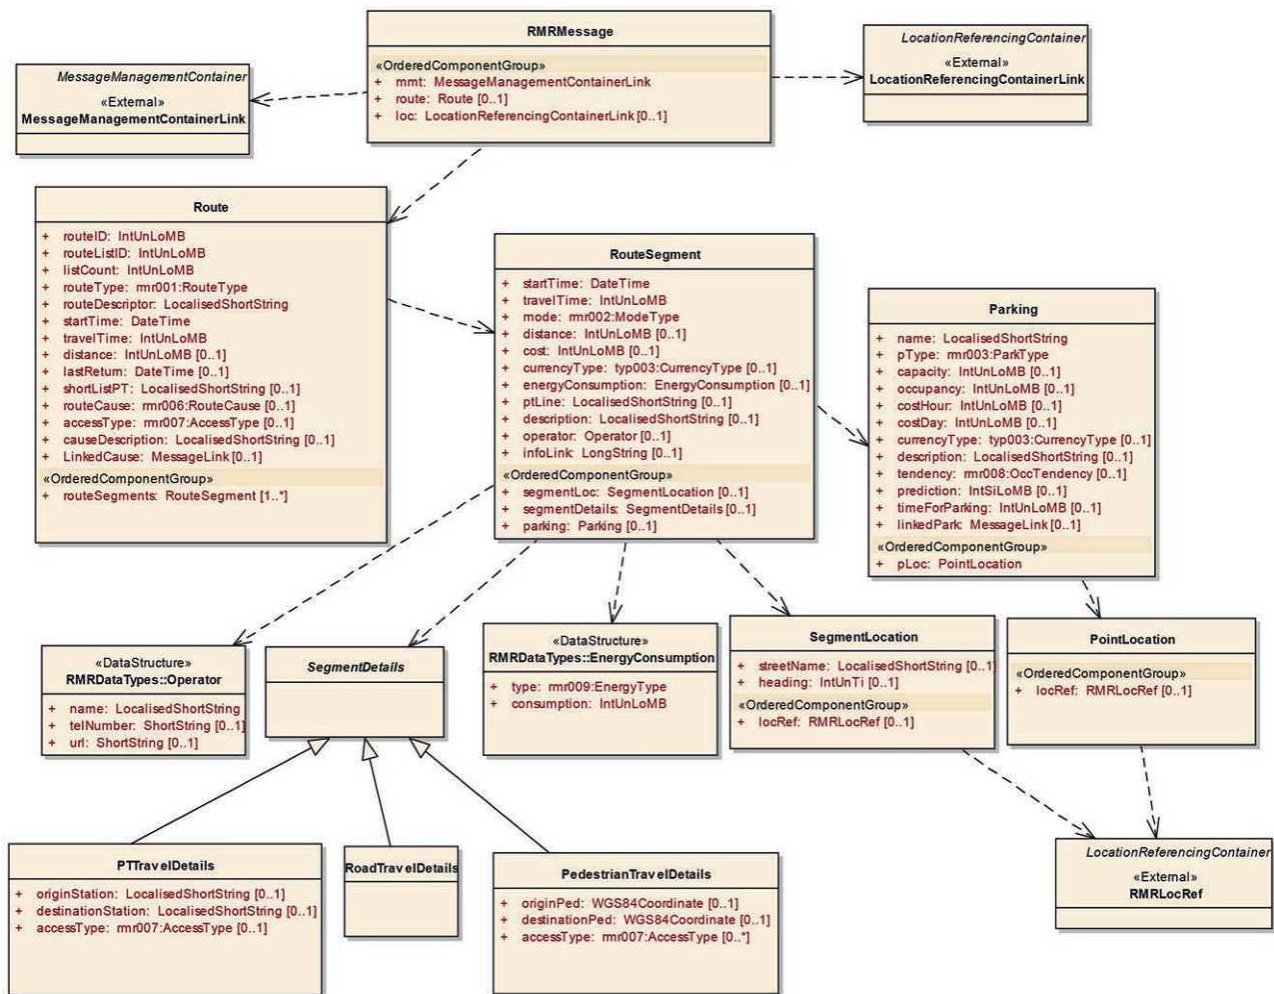 RMRMessage
«OrderedComponentGroup»
+ mmt: MessageManagementContainerLink
+ route: Route [0..1]
+ loc: LocationReferencingContainerLink [0..1]
LocationReferencingContainer
«External»
LocationReferencingContainerLink
MessageManagementContainer
«External»
MessageManagementContainerLink
Route
+ routeID: IntUnLoMB
+ routeListID: IntUnLoMB
+ listCount: IntUnLoMB
+ routeType: rmr001:RouteType
+ routeDescriptor: LocalisedShortString
+ startTime: DateTime
+ travelTime: IntUnLoMB
+ distance: IntUnLoMB [0..1]
+ lastReturn: DateTime [0..1]
+ shortListPT: LocalisedShortString [0..1]
+ routeCause: rmr006:RouteCause [0..1]
+ accessType: rmr007:AccessType [0..1]
+ causeDescription: LocalisedShortString [0..1]
+ LinkedCause: MessageLink [0..1]
«OrderedComponentGroup»
+ routeSegments: RouteSegment [1..*]
RouteSegment
+ startTime: DateTime
+ travelTime: IntUnLoMB
+ mode: rmr002:ModeType
+ distance: IntUnLoMB [0..1]
+ cost: IntUnLoMB [0..1]
+ currencyType: typ003:CurrencyType [0..1]
+ energyConsumption: EnergyConsumption [0..1]
+ ptLine: LocalisedShortString [0..1]
+ description: LocalisedShortString [0..1]
+ operator: Operator [0..1]
+ infoLink: LongString [0..1]
«OrderedComponentGroup»
+ segmentLoc: SegmentLocation [0..1]
+ segmentDetails: SegmentDetails [0..1]
+ parking: Parking [0..1]
Parking
+ name: LocalisedShortString
+ pType: rmr003:ParkType
+ capacity: IntUnLoMB [0..1]
+ occupancy: IntUnLoMB [0..1]
+ costHour: IntUnLoMB [0..1]
+ costDay: IntUnLoMB [0..1]
+ currencyType: typ003:CurrencyType [0..1]
+ description: LocalisedShortString [0..1]
+ tendency: rmr008:OccTendency [0..1]
+ prediction: IntSiLoMB [0..1]
+ timeForParking: IntUnLoMB [0..1]
+ linkedPark: MessageLink [0..1]
«OrderedComponentGroup»
+ pLoc: PointLocation
«DataStructure»
RMRDataTypes::Operator
+ name: LocalisedShortString
+ telNumber: ShortString [0..1]
+ url: ShortString [0..1]
SegmentDetails
«DataStructure»
RMRDataTypes::EnergyConsumption
+ type: rmr009:EnergyType
+ consumption: IntUnLoMB
SegmentLocation
+ streetName: LocalisedShortString [0..1]
+ heading: IntUnTi [0..1]
«OrderedComponentGroup»
+ locRef: RMRLocRef [0..1]
PointLocation
«OrderedComponentGroup»
+ locRef: RMRLocRef [0..1]
PTTravelDetails
+ originStation: LocalisedShortString [0..1]
+ destinationStation: LocalisedShortString [0..1]
+ accessType: rmr007:AccessType [0..1]
RoadTravelDetails
PedestrianTravelDetails
+ originPed: WGS84Coordinate [0..1]
+ destinationPed: WGS84Coordinate [0..1]
+ accessType: rmr007:AccessType [0..*]
LocationReferencingContainer
«External»
RMRLocRef